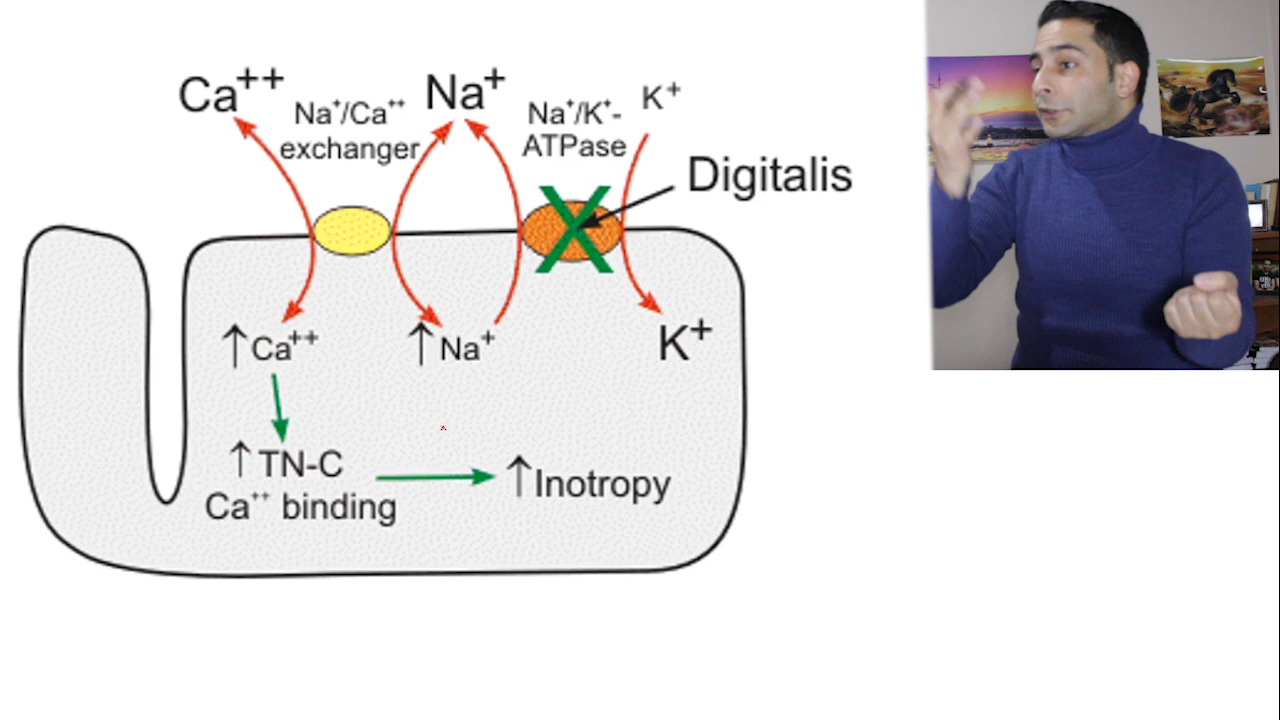 Ca⁺⁺
Na⁺/Ca⁺⁺
exchanger
Na⁺
Na⁺/K⁺-
ATPase
K⁺
Digitalis
↑Ca⁺⁺
↑Na⁺
K⁺
↑TN-C
Ca⁺⁺ binding
↑Inotropy